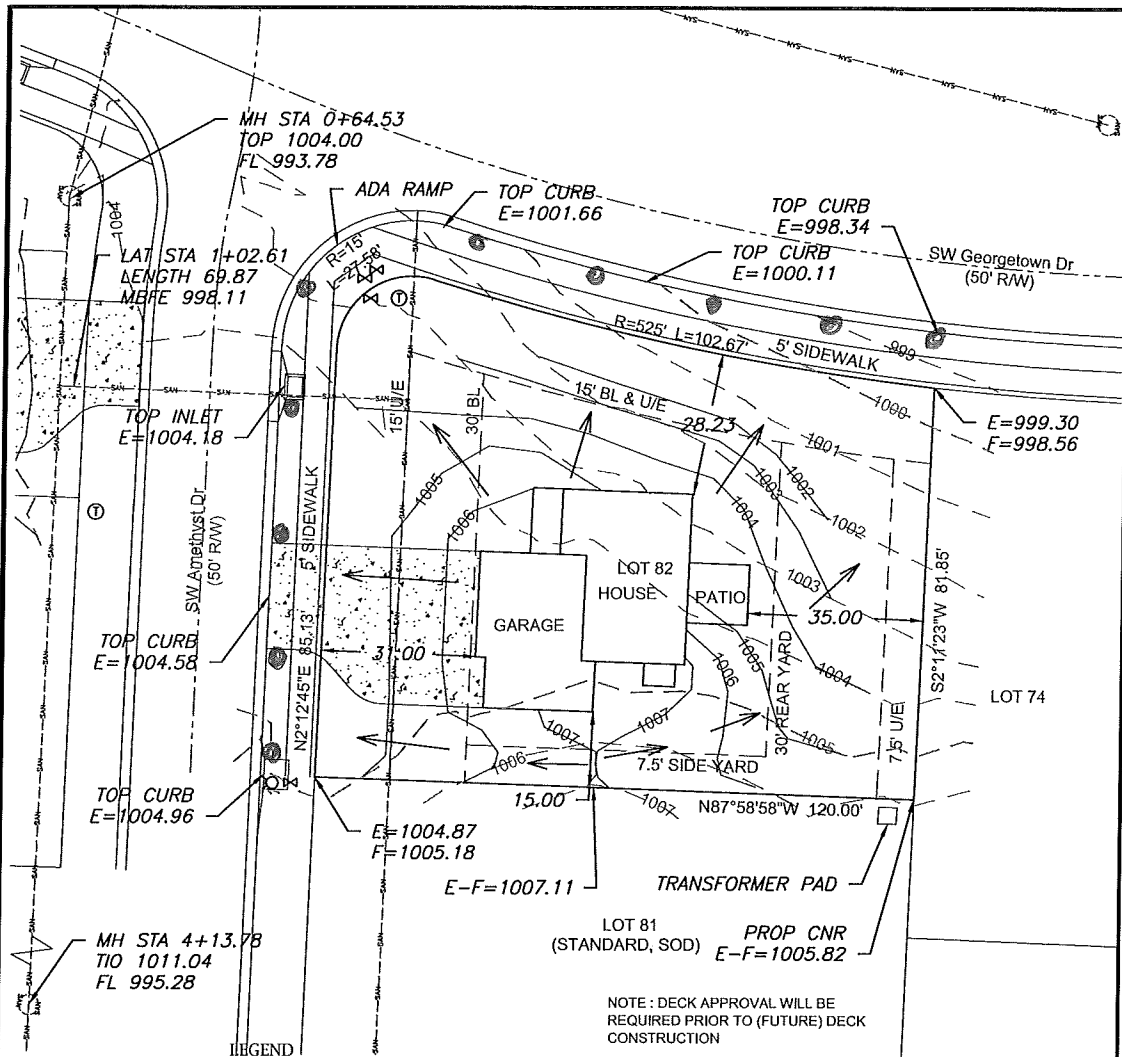 MH STA 0+64.53
TOP 1004.00
FL 993.78
ADA RAMP
TOP CURB
E=1001.66
TOP CURB
E=998.34
TOP CURB
E=1000.11
SW Georgetown Dr
(50' R/W)
1004
LAT STA 1+02.61
LENGTH 69.87
MBFE 998.11
R=15'
L=27.58'
T
R=525' L=102.67'
5' SIDEWALK
999
1000
SAN
TOP INLET
E=1004.18
15' U/E
30' BL
15' BL & U/E
28.23
1001
E=999.30
F=998.56
T
1005
1006
1002
1003
1004
1002
1003
SW Amethyst Dr
(50' R/W)
5' SIDEWALK
LOT 82
HOUSE
PATIO
GARAGE
35.00
S2°11'23"W 81.85'
TOP CURB
E=1004.58
31.00
N2°12'45"E 85.13'
1005
1006
1004
LOT 74
1007
1007
1006
1005
30' REAR YARD
7.5' U/E
7.5' SIDE YARD
TOP CURB
E=1004.96
15.00
1007
N87°58'58"W 120.00'
E=1004.87
F=1005.18
E-F=1007.11
TRANSFORMER PAD
LOT 81
(STANDARD, SOD)
PROP CNR
E-F=1005.82
MH STA 4+13.78
TIO 1011.04
FL 995.28
NOTE : DECK APPROVAL WILL BE
REQUIRED PRIOR TO (FUTURE) DECK
CONSTRUCTION
LEGEND